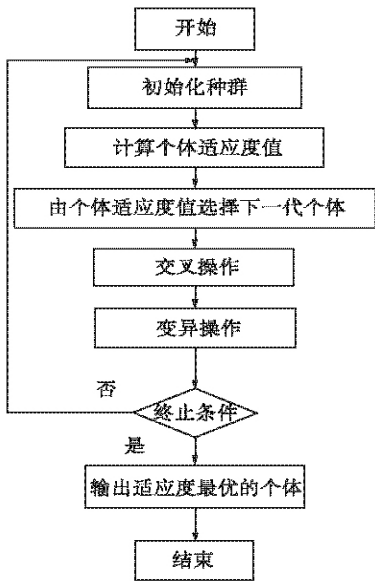 开始
初始化种群
计算个体适应度值
由个体适应度值选择下一代个体
交叉操作
变异操作
否
终止条件
是
输出适应度最优的个体
结束